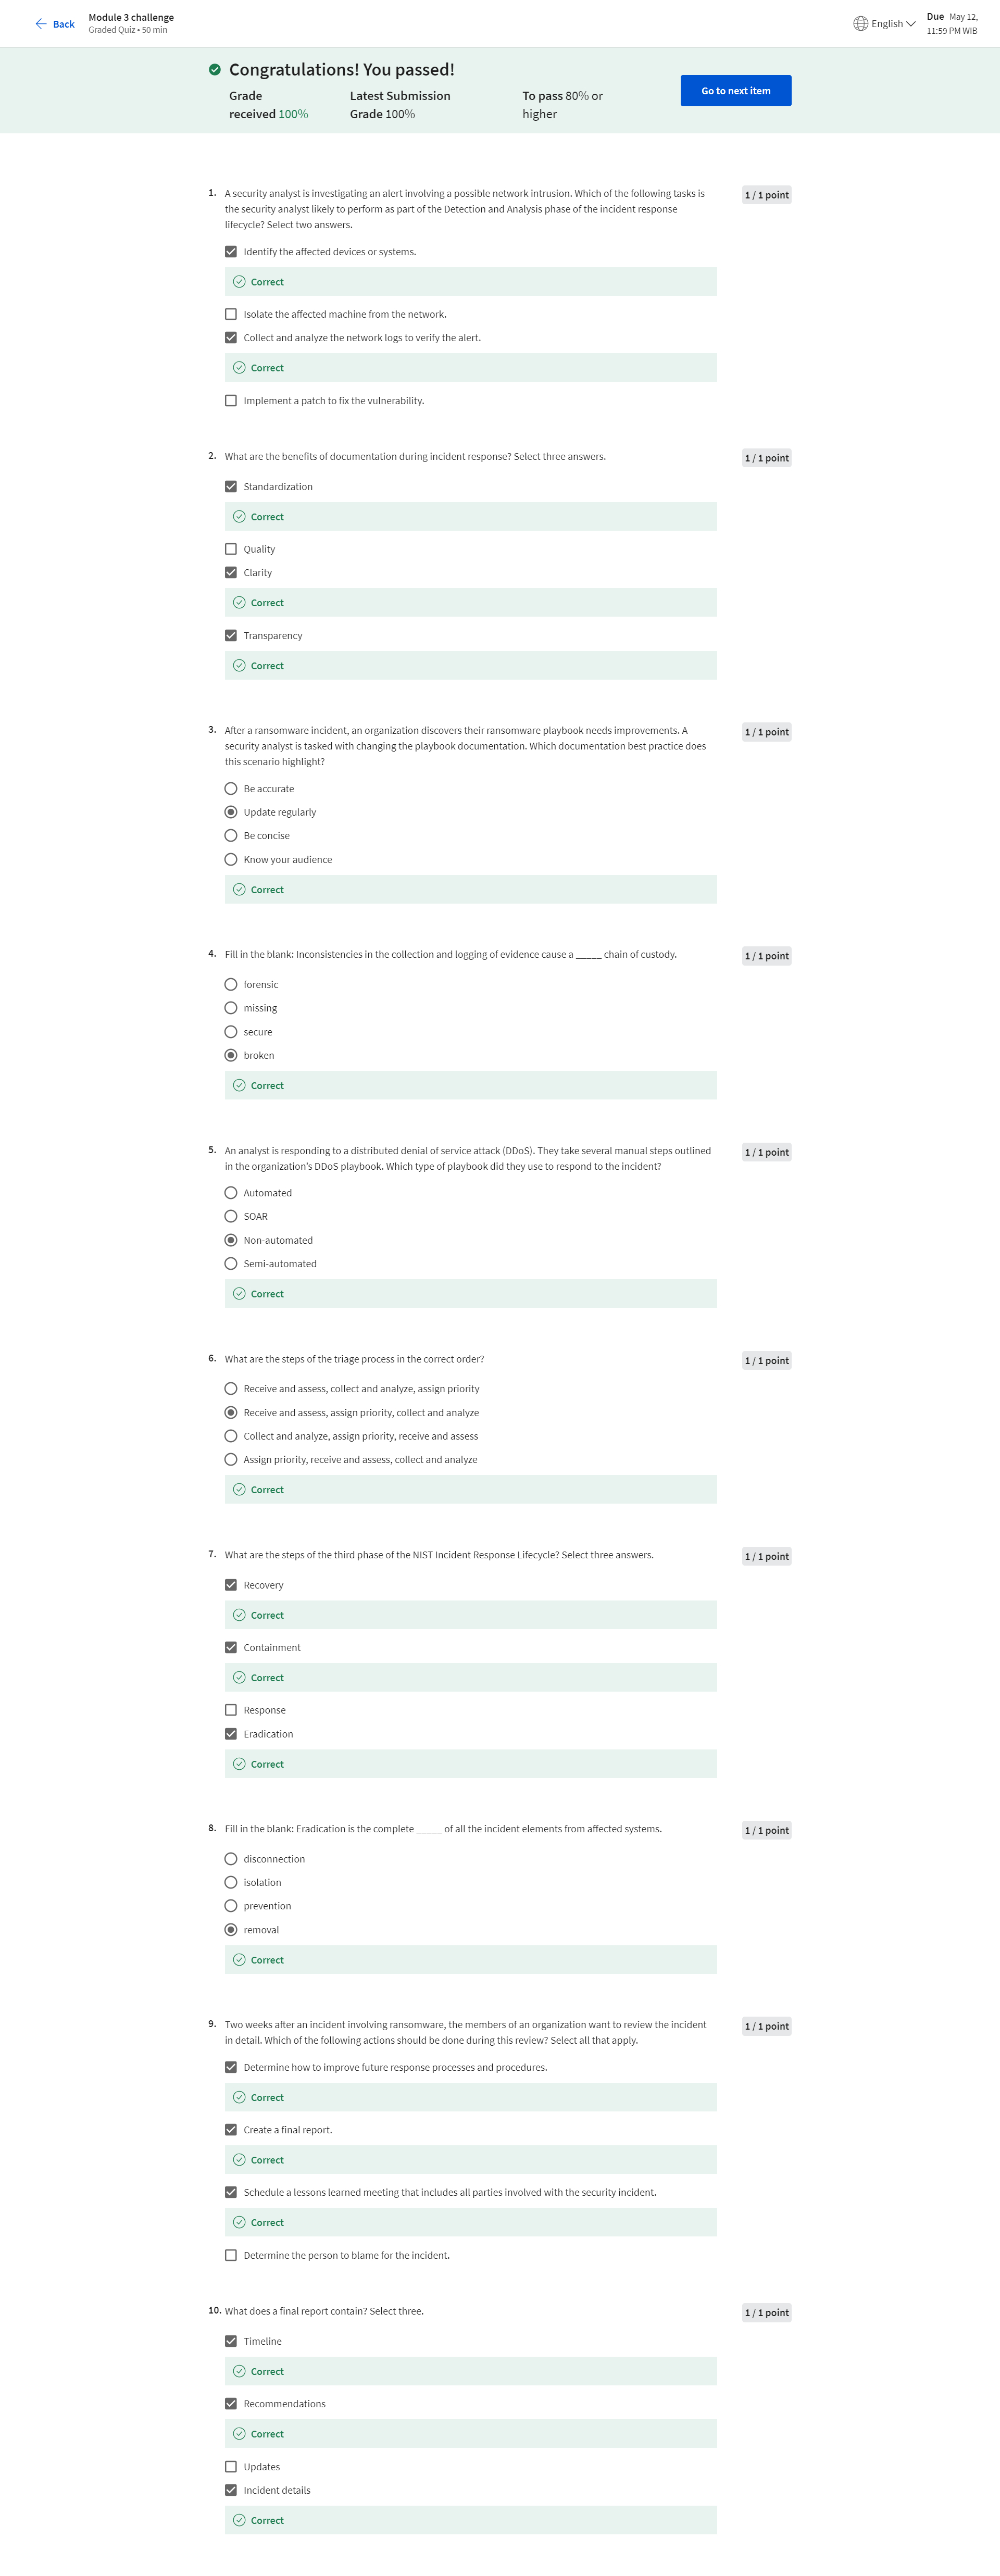 Back
Module 3 challenge
Graded Quiz • 50 min
English
Due May 12,
11:59 PM WIB
Congratulations! You passed!
Grade
received 100%
Latest Submission
Grade 100%
To pass 80% or
higher
Go to next item
1. A security analyst is investigating an alert involving a possible network intrusion. Which of the following tasks is
the security analyst likely to perform as part of the Detection and Analysis phase of the incident response
lifecycle? Select two answers.
1 / 1 point
Identify the affected devices or systems.
Correct
Isolate the affected machine from the network.
Collect and analyze the network logs to verify the alert.
Correct
Implement a patch to fix the vulnerability.
2. What are the benefits of documentation during incident response? Select three answers.
1 / 1 point
Standardization
Correct
Quality
Clarity
Correct
Transparency
Correct
3. After a ransomware incident, an organization discovers their ransomware playbook needs improvements. A
security analyst is tasked with changing the playbook documentation. Which documentation best practice does
this scenario highlight?
1 / 1 point
Be accurate
Update regularly
Be concise
Know your audience
Correct
4. Fill in the blank: Inconsistencies in the collection and logging of evidence cause a _____ chain of custody.
1 / 1 point
forensic
missing
secure
broken
Correct
5. An analyst is responding to a distributed denial of service attack (DDoS). They take several manual steps outlined
in the organization's DDoS playbook. Which type of playbook did they use to respond to the incident?
1 / 1 point
Automated
SOAR
Non-automated
Semi-automated
Correct
6. What are the steps of the triage process in the correct order?
1 / 1 point
Receive and assess, collect and analyze, assign priority
Receive and assess, assign priority, collect and analyze
Collect and analyze, assign priority, receive and assess
Assign priority, receive and assess, collect and analyze
Correct
7. What are the steps of the third phase of the NIST Incident Response Lifecycle? Select three answers.
1 / 1 point
Recovery
Correct
Containment
Correct
Response
Eradication
Correct
8. Fill in the blank: Eradication is the complete _____ of all the incident elements from affected systems.
1 / 1 point
disconnection
isolation
prevention
removal
Correct
9. Two weeks after an incident involving ransomware, the members of an organization want to review the incident
in detail. Which of the following actions should be done during this review? Select all that apply.
1 / 1 point
Determine how to improve future response processes and procedures.
Correct
Create a final report.
Correct
Schedule a lessons learned meeting that includes all parties involved with the security incident.
Correct
Determine the person to blame for the incident.
10. What does a final report contain? Select three.
1 / 1 point
Timeline
Correct
Recommendations
Correct
Updates
Incident details
Correct